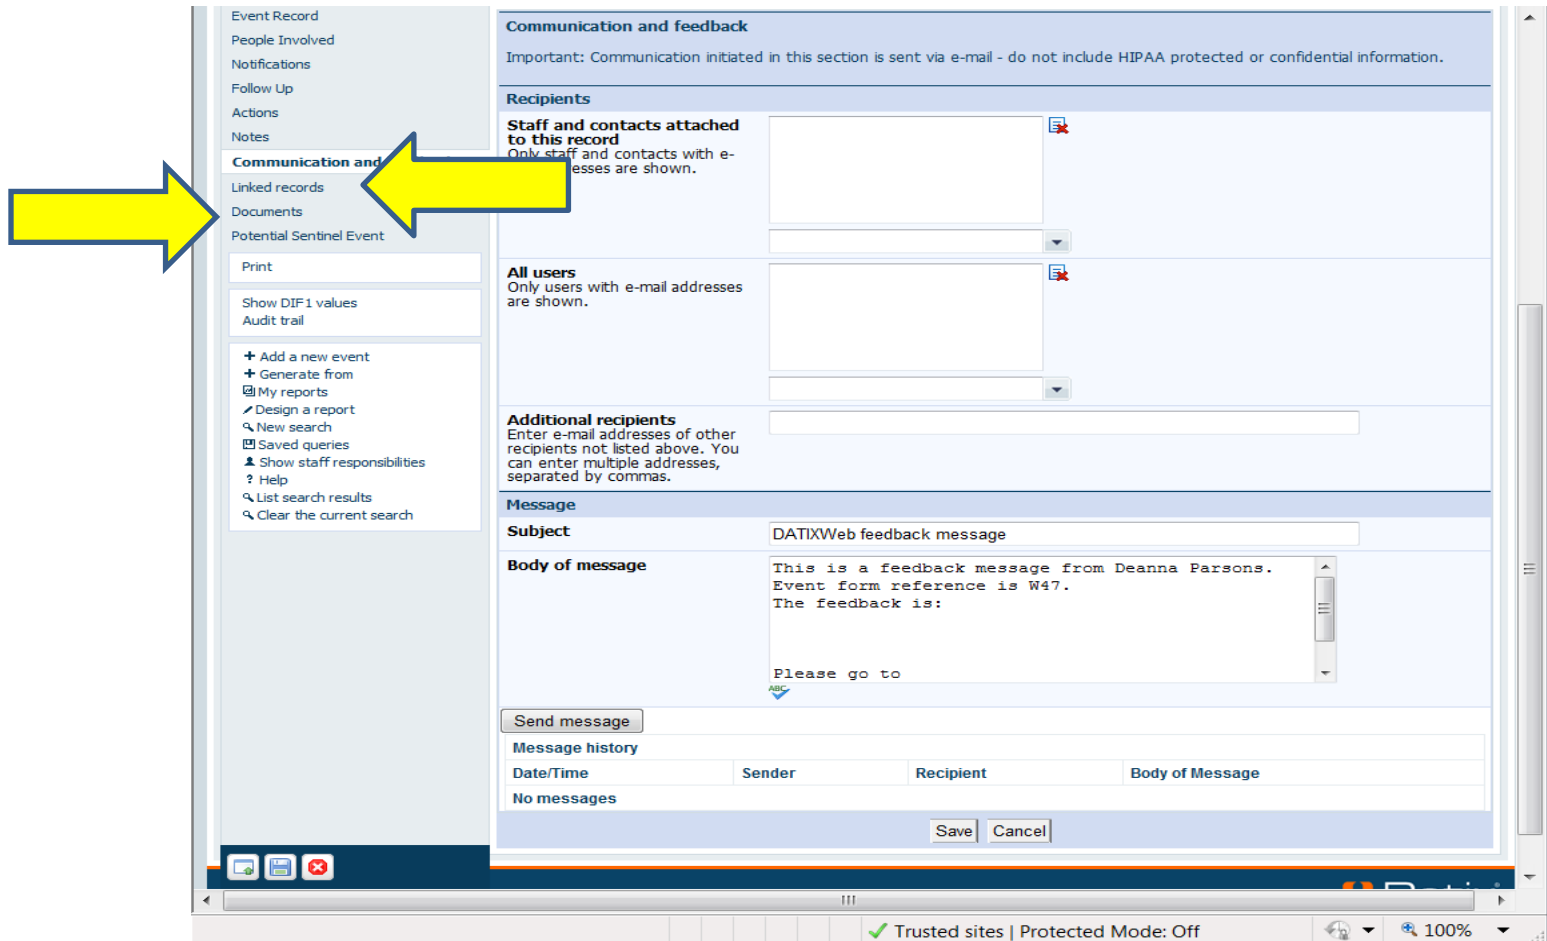 Event Record
People Involved
Notifications
Follow Up
Actions
Notes
Communication and
Linked records
Documents
Potential Sentinel Event
Print
Show DIF1 values
Audit trail
+ Add a new event
+ Generate from
My reports
Design a report
New search
Saved queries
Show staff responsibilities
? Help
List search results
Clear the current search
Communication and feedback
Important: Communication initiated in this section is sent via e-mail - do not include HIPAA protected or confidential information.
Recipients
Staff and contacts attached
to this record
Only staff and contacts with e-
esses are shown.
All users
Only users with e-mail addresses
are shown.
Additional recipients
Enter e-mail addresses of other
recipients not listed above. You
can enter multiple addresses,
separated by commas.
Message
Subject
DATIXWeb feedback message
Body of message
This is a feedback message from Deanna Parsons.
Event form reference is W47.
The feedback is:
Please go to
ABC
Send message
Message history
Date/Time Sender Recipient Body of Message
No messages
Save Cancel
Trusted sites | Protected Mode: Off
100%